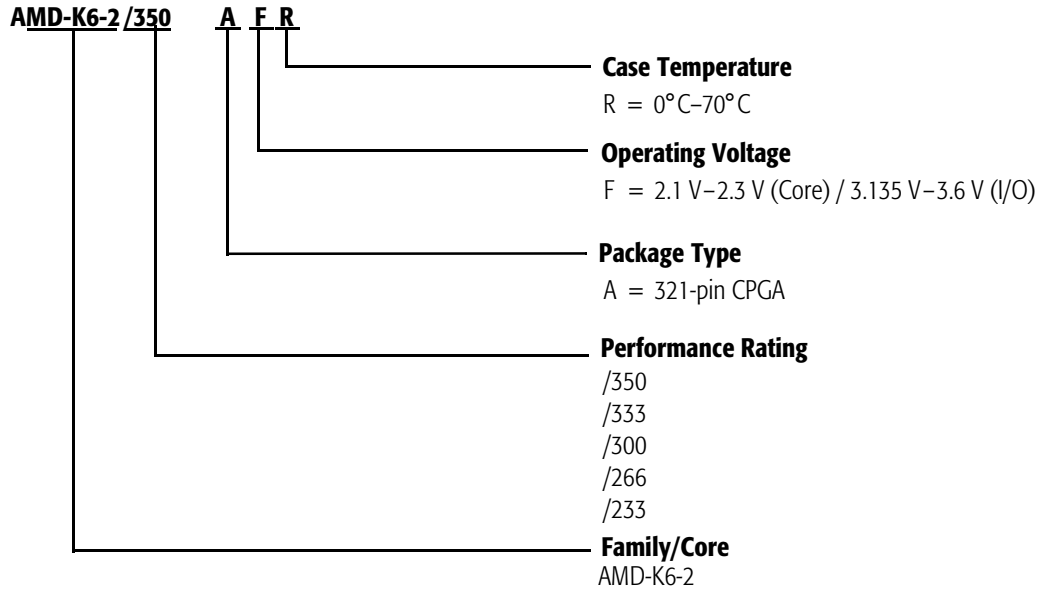 AMD-K6-2 /350 A F R
Case Temperature
R = 0°C–70°C
Operating Voltage
F = 2.1 V–2.3 V (Core) / 3.135 V–3.6 V (I/O)
Package Type
A = 321-pin CPGA
Performance Rating
/350
/333
/300
/266
/233
Family/Core
AMD-K6-2